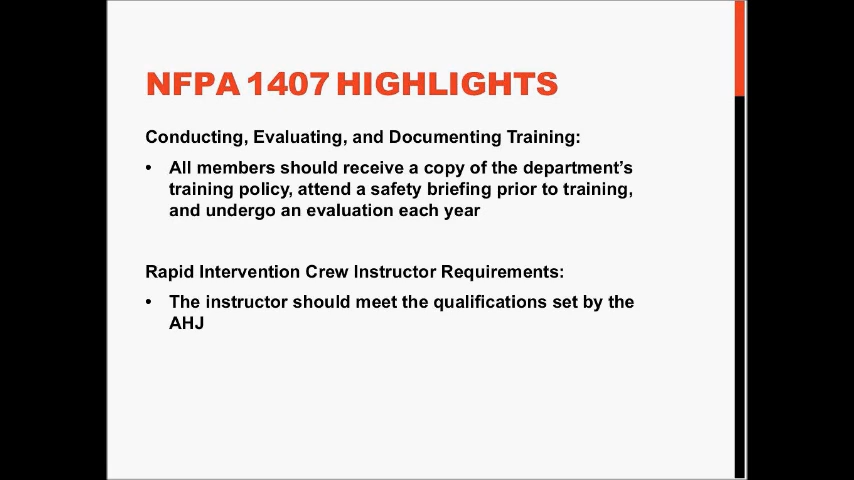 NFPA 1407 HIGHLIGHTS
Conducting, Evaluating, and Documenting Training:
• All members should receive a copy of the department's
training policy, attend a safety briefing prior to training,
and undergo an evaluation each year
Rapid Intervention Crew Instructor Requirements:
• The instructor should meet the qualifications set by the
AHJ